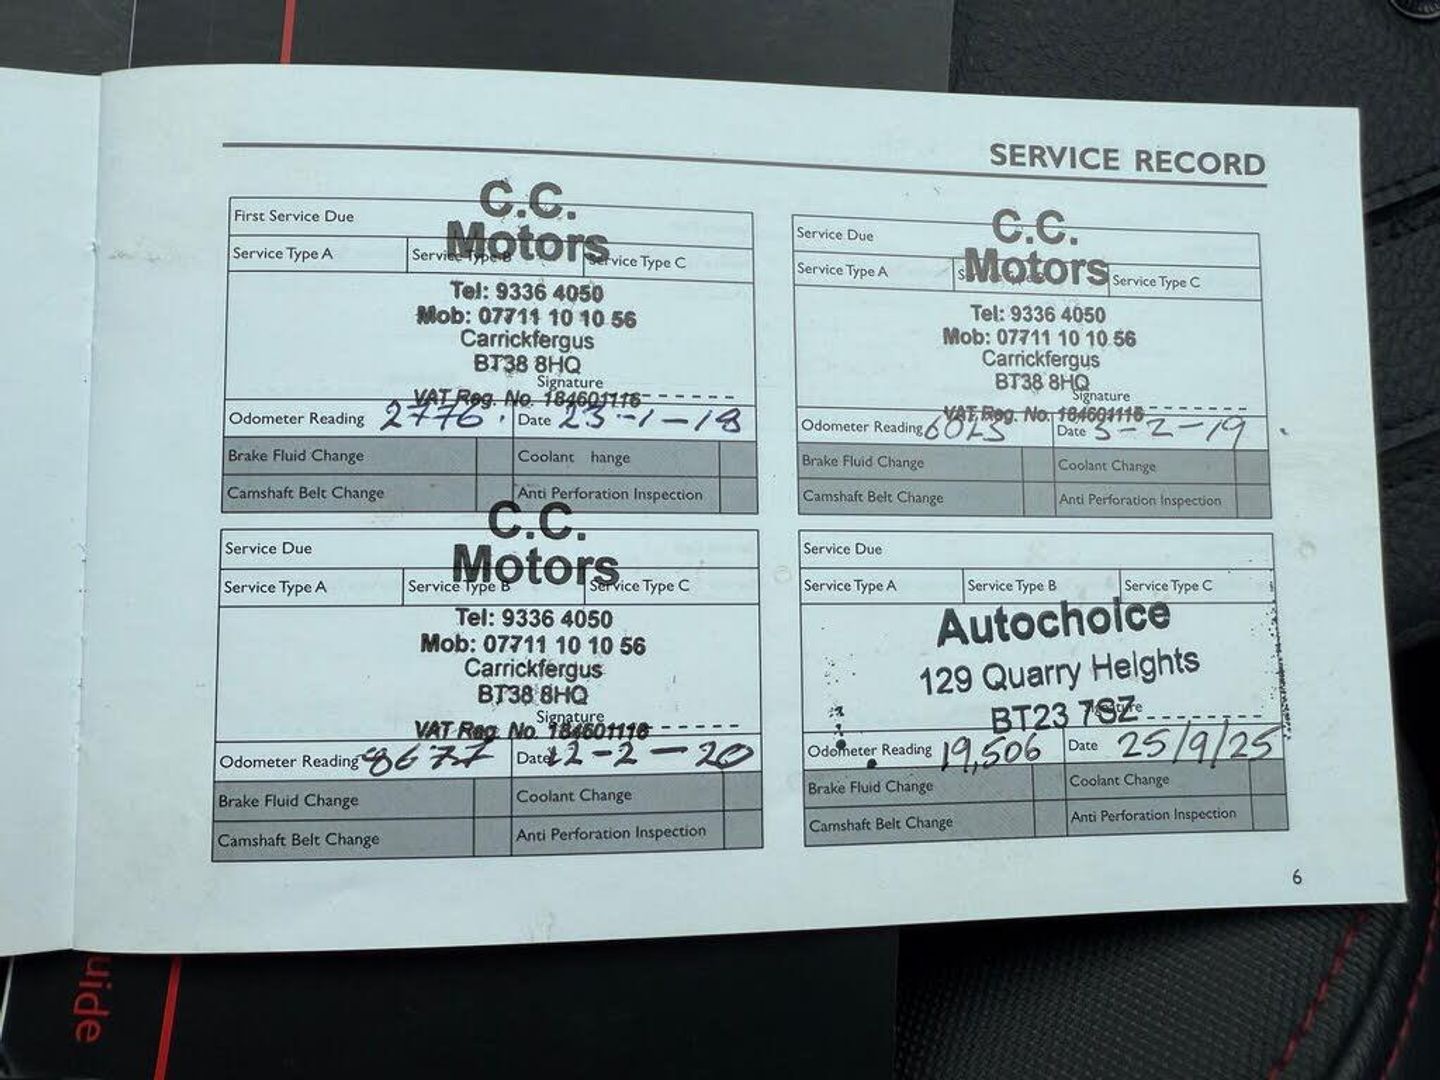 SERVICE RECORD
C.C.
Motors
First Service Due
Service Type A Service Type B Service Type C
Tel: 9336 4050
Mob: 07711 10 10 56
Carrickfergus
BT38 8HQ
Signature
VAT Reg. No. 184601116
Odometer Reading 2776. Date 23-1-18
Brake Fluid Change Coolant hange
Camshaft Belt Change Anti Perforation Inspection
C.C.
Motors
Service Due
Service Type A Service Type C
Tel: 9336 4050
Mob: 07711 10 10 56
Carrickfergus
BT38 8HQ
Signature
VAT Reg. No. 184601116
Odometer Reading Date 3-2-19
Brake Fluid Change Coolant Change
Camshaft Belt Change Anti Perforation Inspection
C.C.
Motors
Service Due
Service Type A Service Type B Service Type C
Tel: 9336 4050
Mob: 07711 10 10 56
Carrickfergus
BT38 8HQ
Signature
VAT Reg. No. 184601116
Odometer Reading 8677 Date 12-2-20
Brake Fluid Change Coolant Change
Camshaft Belt Change Anti Perforation Inspection
Service Due
Service Type A Service Type B Service Type C
Autochoice
129 Quarry Heights
BT23 7SZ
Odometer Reading 19,506 Date 25/9/25
Brake Fluid Change Coolant Change
Camshaft Belt Change Anti Perforation Inspection
6
uide